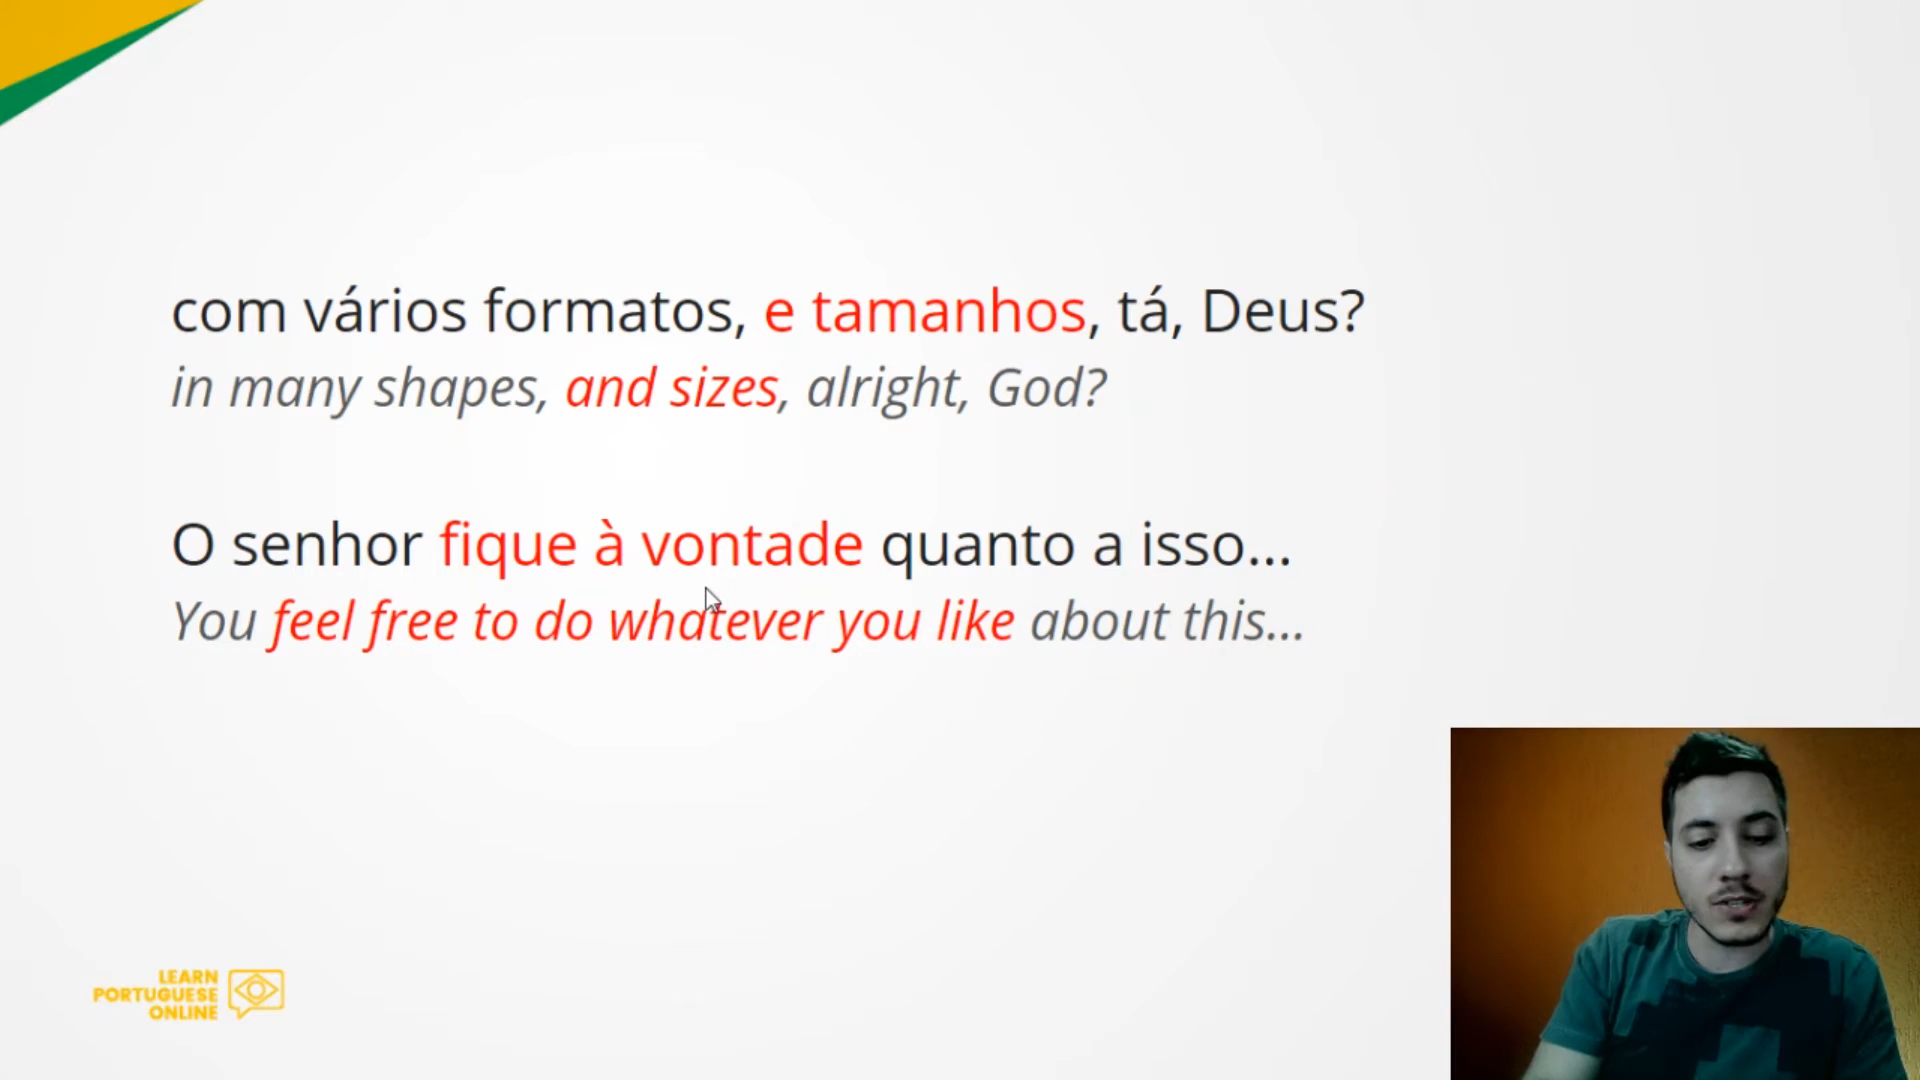 com vários formatos, e tamanhos, tá, Deus?
in many shapes, and sizes, alright, God?
O senhor fique à vontade quanto a isso...
You feel free to do whatever you like about this...
LEARN
PORTUGUESE
ONLINE